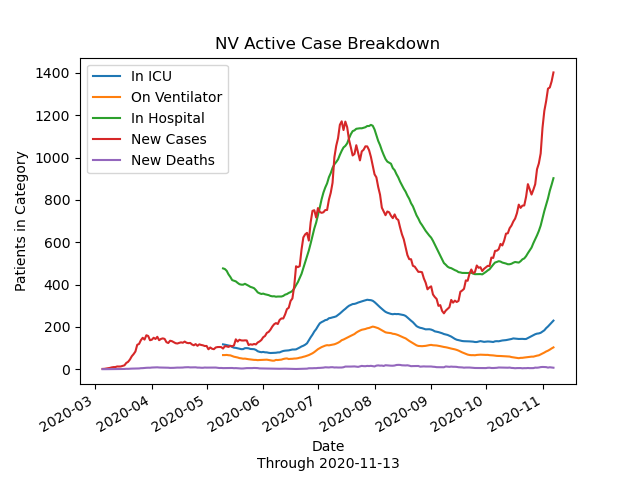 NV Active Case Breakdown
In ICU
On Ventilator
In Hospital
New Cases
New Deaths
Patients in Category
1400
1200
1000
800
600
400
200
0
2020-03
2020-04
2020-05
2020-06
2020-07
2020-08
2020-09
2020-10
2020-11
Date
Through 2020-11-13